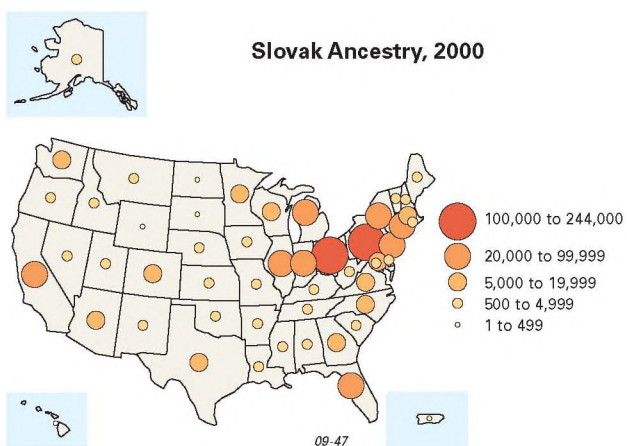 Slovak Ancestry, 2000
100,000 to 244,000
20,000 to 99,999
5,000 to 19,999
500 to 4,999
1 to 499
09-47